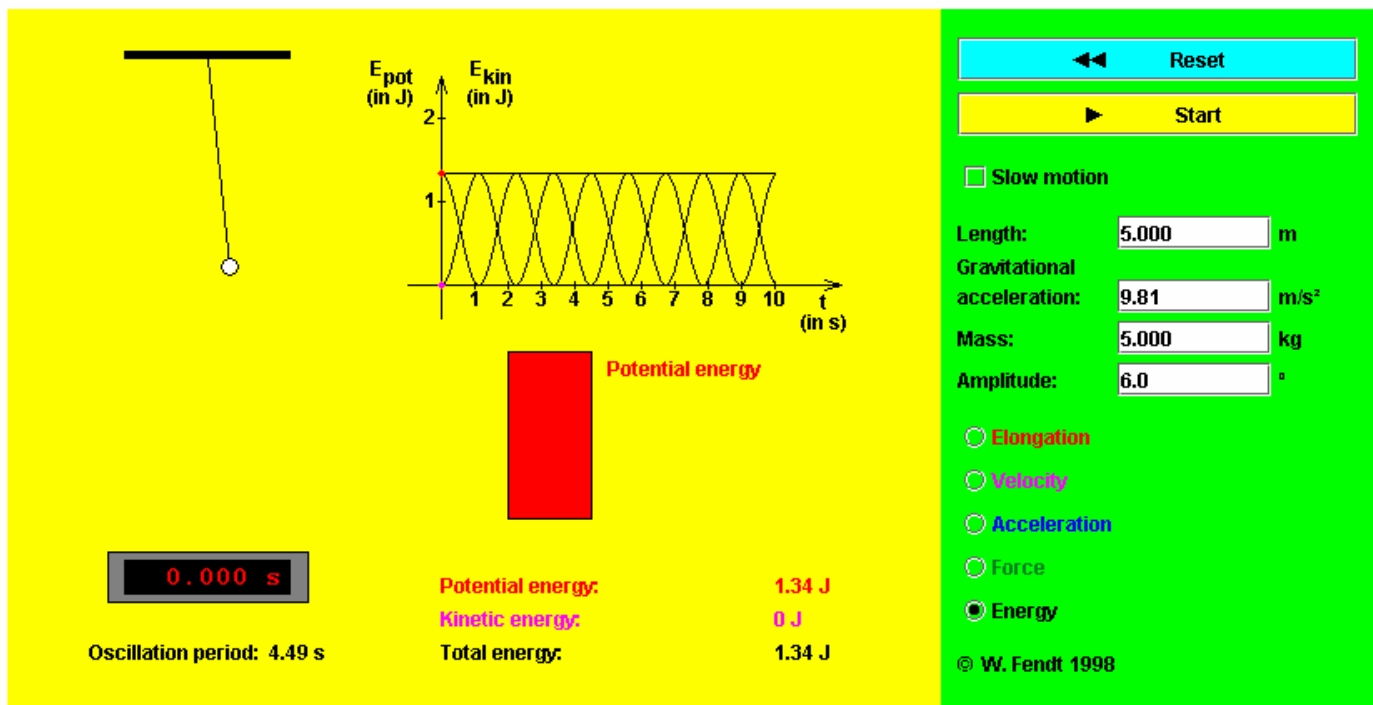 E pot
(in J)
E kin
(in J)
2
1
1 2 3 4 5 6 7 8 9 10
t
(in s)
Potential energy
0.000 s
Oscillation period: 4.49 s
Potential energy: 1.34 J
Kinetic energy: 0 J
Total energy: 1.34 J
Reset
Start
Slow motion
Length: 5.000 m
Gravitational
acceleration: 9.81 m/s²
Mass: 5.000 kg
Amplitude: 6.0 °
Elongation
Velocity
Acceleration
Force
Energy
© W. Fendt 1998